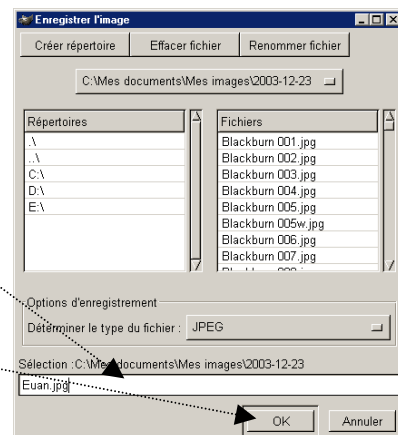 Enregistrer l'image
Créer répertoire Effacer fichier Renommer fichier
C:\Mes documents\Mes images\2003-12-23
Répertoires
.\
..\
C:\
D:\
E:\
Fichiers
Blackburn 001.jpg
Blackburn 002.jpg
Blackburn 003.jpg
Blackburn 004.jpg
Blackburn 005.jpg
Blackburn 005w.jpg
Blackburn 006.jpg
Blackburn 007.jpg
Options d'enregistrement
Déterminer le type du fichier : JPEG
Sélection :C:\Mes documents\Mes images\2003-12-23
Euan.jpg
OK Annuler